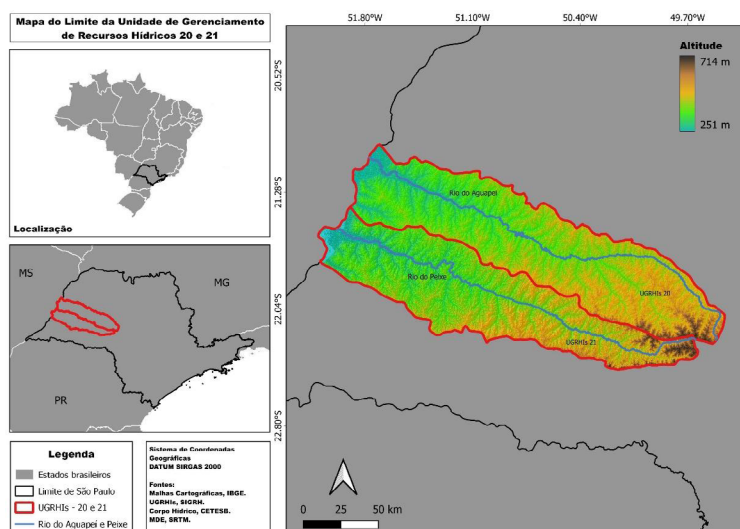 Mapa do Limite da Unidade de Gerenciamento
de Recursos Hídricos 20 e 21
Localização
MS
MG
PR
Legenda
Estados brasileiros
Limite de São Paulo
UGRHIs - 20 e 21
Rio do Aguapeí e Peixe
Sistema de Coordenadas
Geográficas
DATUM SIRGAS 2000
Fontes:
Malhas Cartográficas, IBGE.
UGRHIs, SIGRH.
Corpo Hídrico, CETESB.
MDE, SRTM.
51.80°W
51.10°W
50.40°W
49.70°W
20.52°S
21.28°S
22.04°S
22.80°S
Altitude
714 m
251 m
Rio do Aguapeí
Rio do Peixe
UGRHIs 20
UGRHIs 21
0
25
50 km